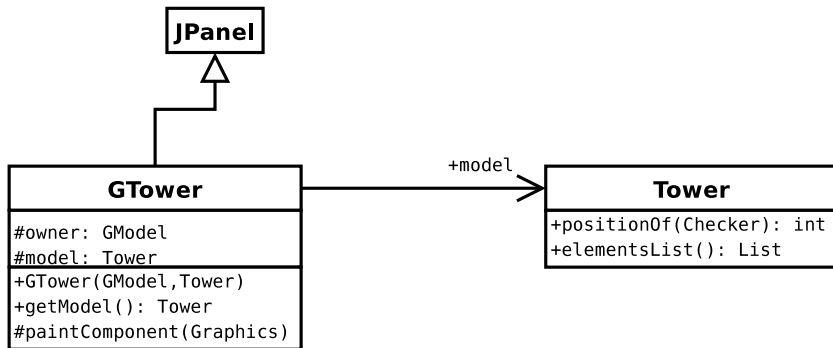 JPanel
+model
GTower
Tower
#owner: GModel
#model: Tower
+GTower(GModel,Tower)
+getModel(): Tower
#paintComponent(Graphics)
+positionOf(Checker): int
+elementsList(): List